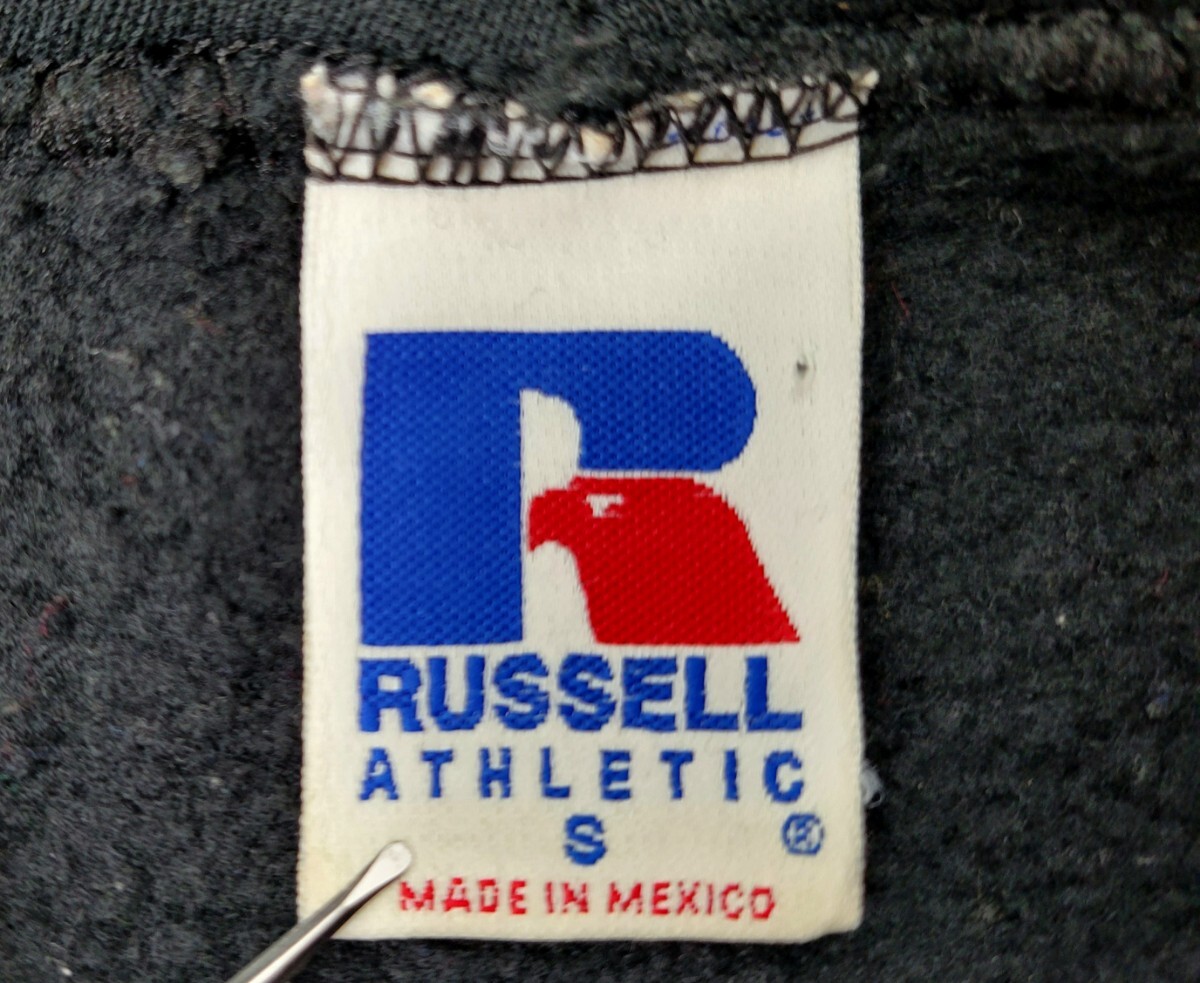 RUSSELL
ATHLETIC
S ®
MADE IN MEXICO